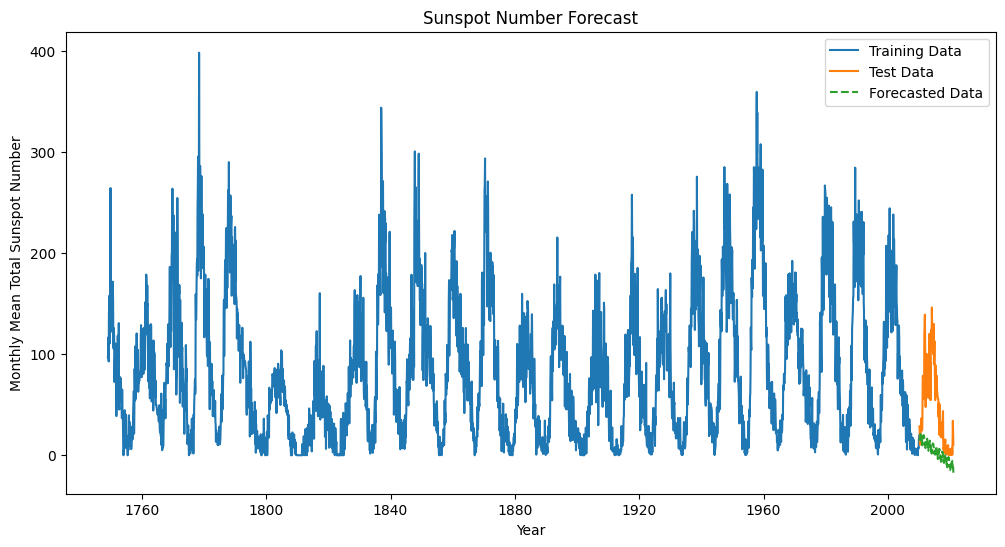 Sunspot Number Forecast
Training Data
Test Data
Forecasted Data
Monthly Mean Total Sunspot Number
400
300
200
100
0
1760 1800 1840 1880 1920 1960 2000
Year